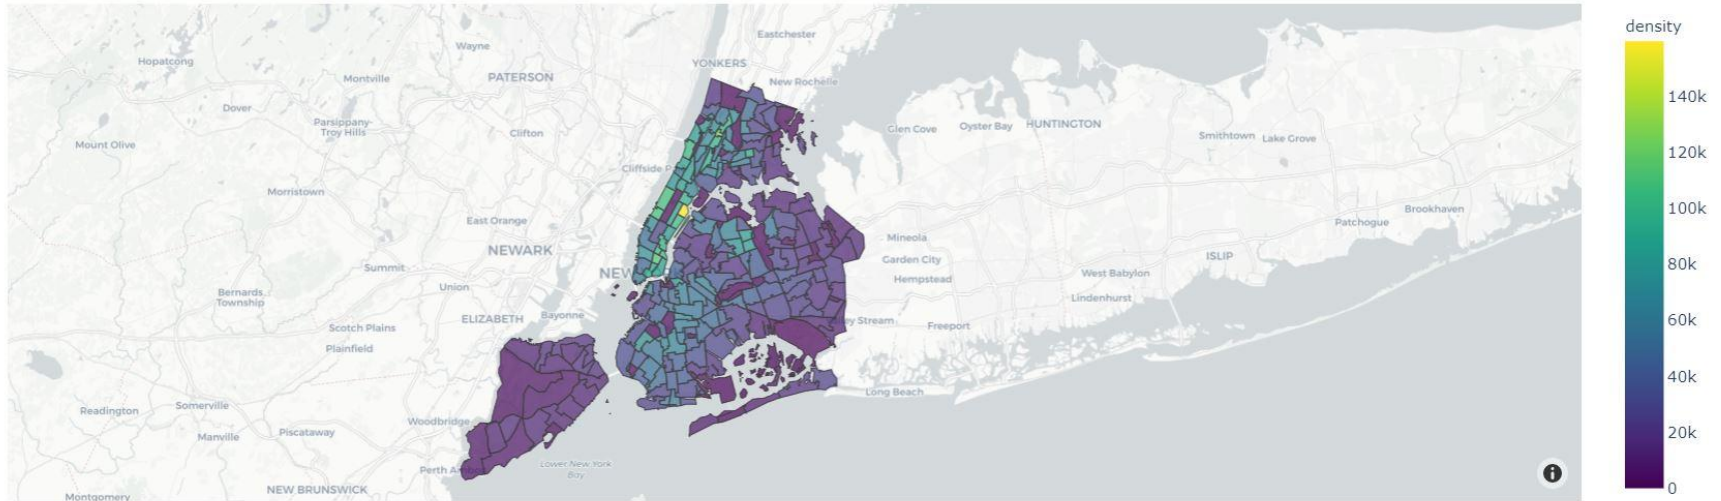 Eastchester
Wayne
Hopatcong
YONKERS
Montville
PATERSON
New Rochelle
Dover
Parsippany-
Troy Hills
Clifton
Glen Cove
Oyster Bay
HUNTINGTON
Smithtown
Lake Grove
Mount Olive
Cliffside P
Morristown
East Orange
Brookhaven
Patchogue
NEWARK
Mineola
Garden City
ISLIP
Summit
NEW
West Babylon
Hempstead
Union
Bernards
Township
Lindenhurst
ELIZABETH
Bayonne
ey Stream
Freeport
Scotch Plains
Plainfield
Long Beach
Somerville
Readington
Woodbridge
Manville
Piscataway
Lower New York
Bay
Perth Amb
NEW BRUNSWICK
Montgomery
density
140k
120k
100k
80k
60k
40k
20k
0